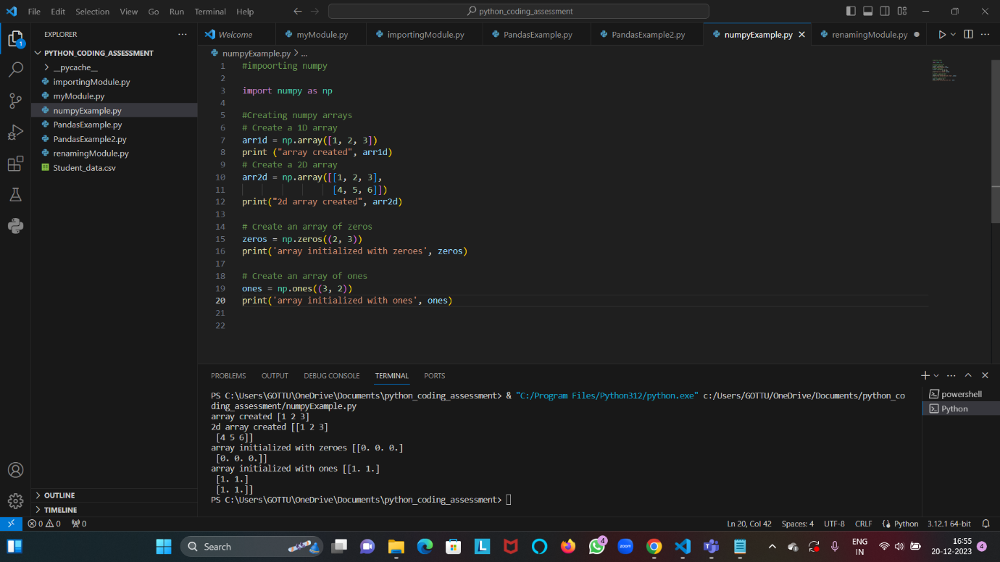 File Edit Selection View Go Run Terminal Help
python_coding_assessment
EXPLORER
PYTHON_CODING_ASSESSMENT
__pycache__
importingModule.py
myModule.py
numpyExample.py
PandasExample.py
PandasExample2.py
renamingModule.py
Student_data.csv
OUTLINE
TIMELINE
Welcome myModule.py importingModule.py PandasExample.py PandasExample2.py numpyExample.py renamingModule.py
numpyExample.py > ...
1 #impoorting numpy
2
3 import numpy as np
4
5 #Creating numpy arrays
6 # Create a 1D array
7 arr1d = np.array([1, 2, 3])
8 print ("array created", arr1d)
9 # Create a 2D array
10 arr2d = np.array([[1, 2, 3],
11 [4, 5, 6]])
12 print("2d array created", arr2d)
13
14 # Create an array of zeros
15 zeros = np.zeros((2, 3))
16 print('array initialized with zeroes', zeros)
17
18 # Create an array of ones
19 ones = np.ones((3, 2))
20 print('array initialized with ones', ones)
21
22
PROBLEMS OUTPUT DEBUG CONSOLE TERMINAL PORTS
PS C:\Users\GOTTU\OneDrive\Documents\python_coding_assessment> & "C:/Program Files/Python312/python.exe" c:/Users/GOTTU/OneDrive/Documents/python_co
ding_assessment/numpyExample.py
array created [1 2 3]
2d array created [[1 2 3]
[4 5 6]]
array initialized with zeroes [[0. 0. 0.]
[0. 0. 0.]]
array initialized with ones [[1. 1.]
[1. 1.]
[1. 1.]]
PS C:\Users\GOTTU\OneDrive\Documents\python_coding_assessment>
powershell
Python
0 0 0 Ln 20, Col 42 Spaces: 4 UTF-8 CRLF Python 3.12.1 64-bit
Search
L
4
zoom
ENG
IN
16:55
20-12-2023
4
1